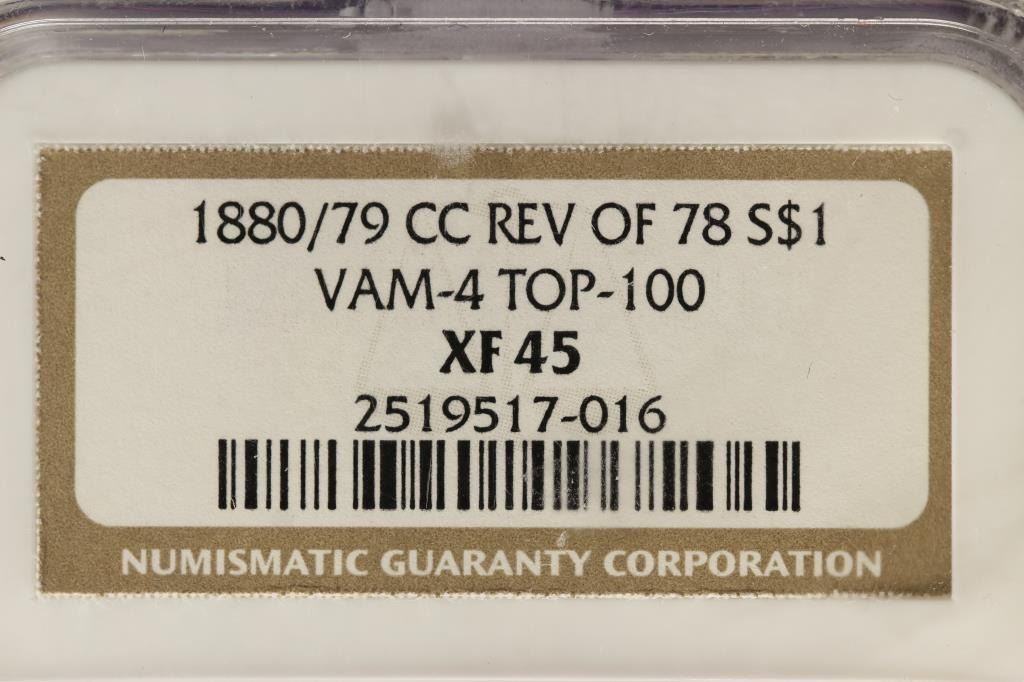 1880/79 CC REV OF 78 S$1
VAM-4 TOP-100
XF 45
2519517-016
NUMISMATIC GUARANTY CORPORATION